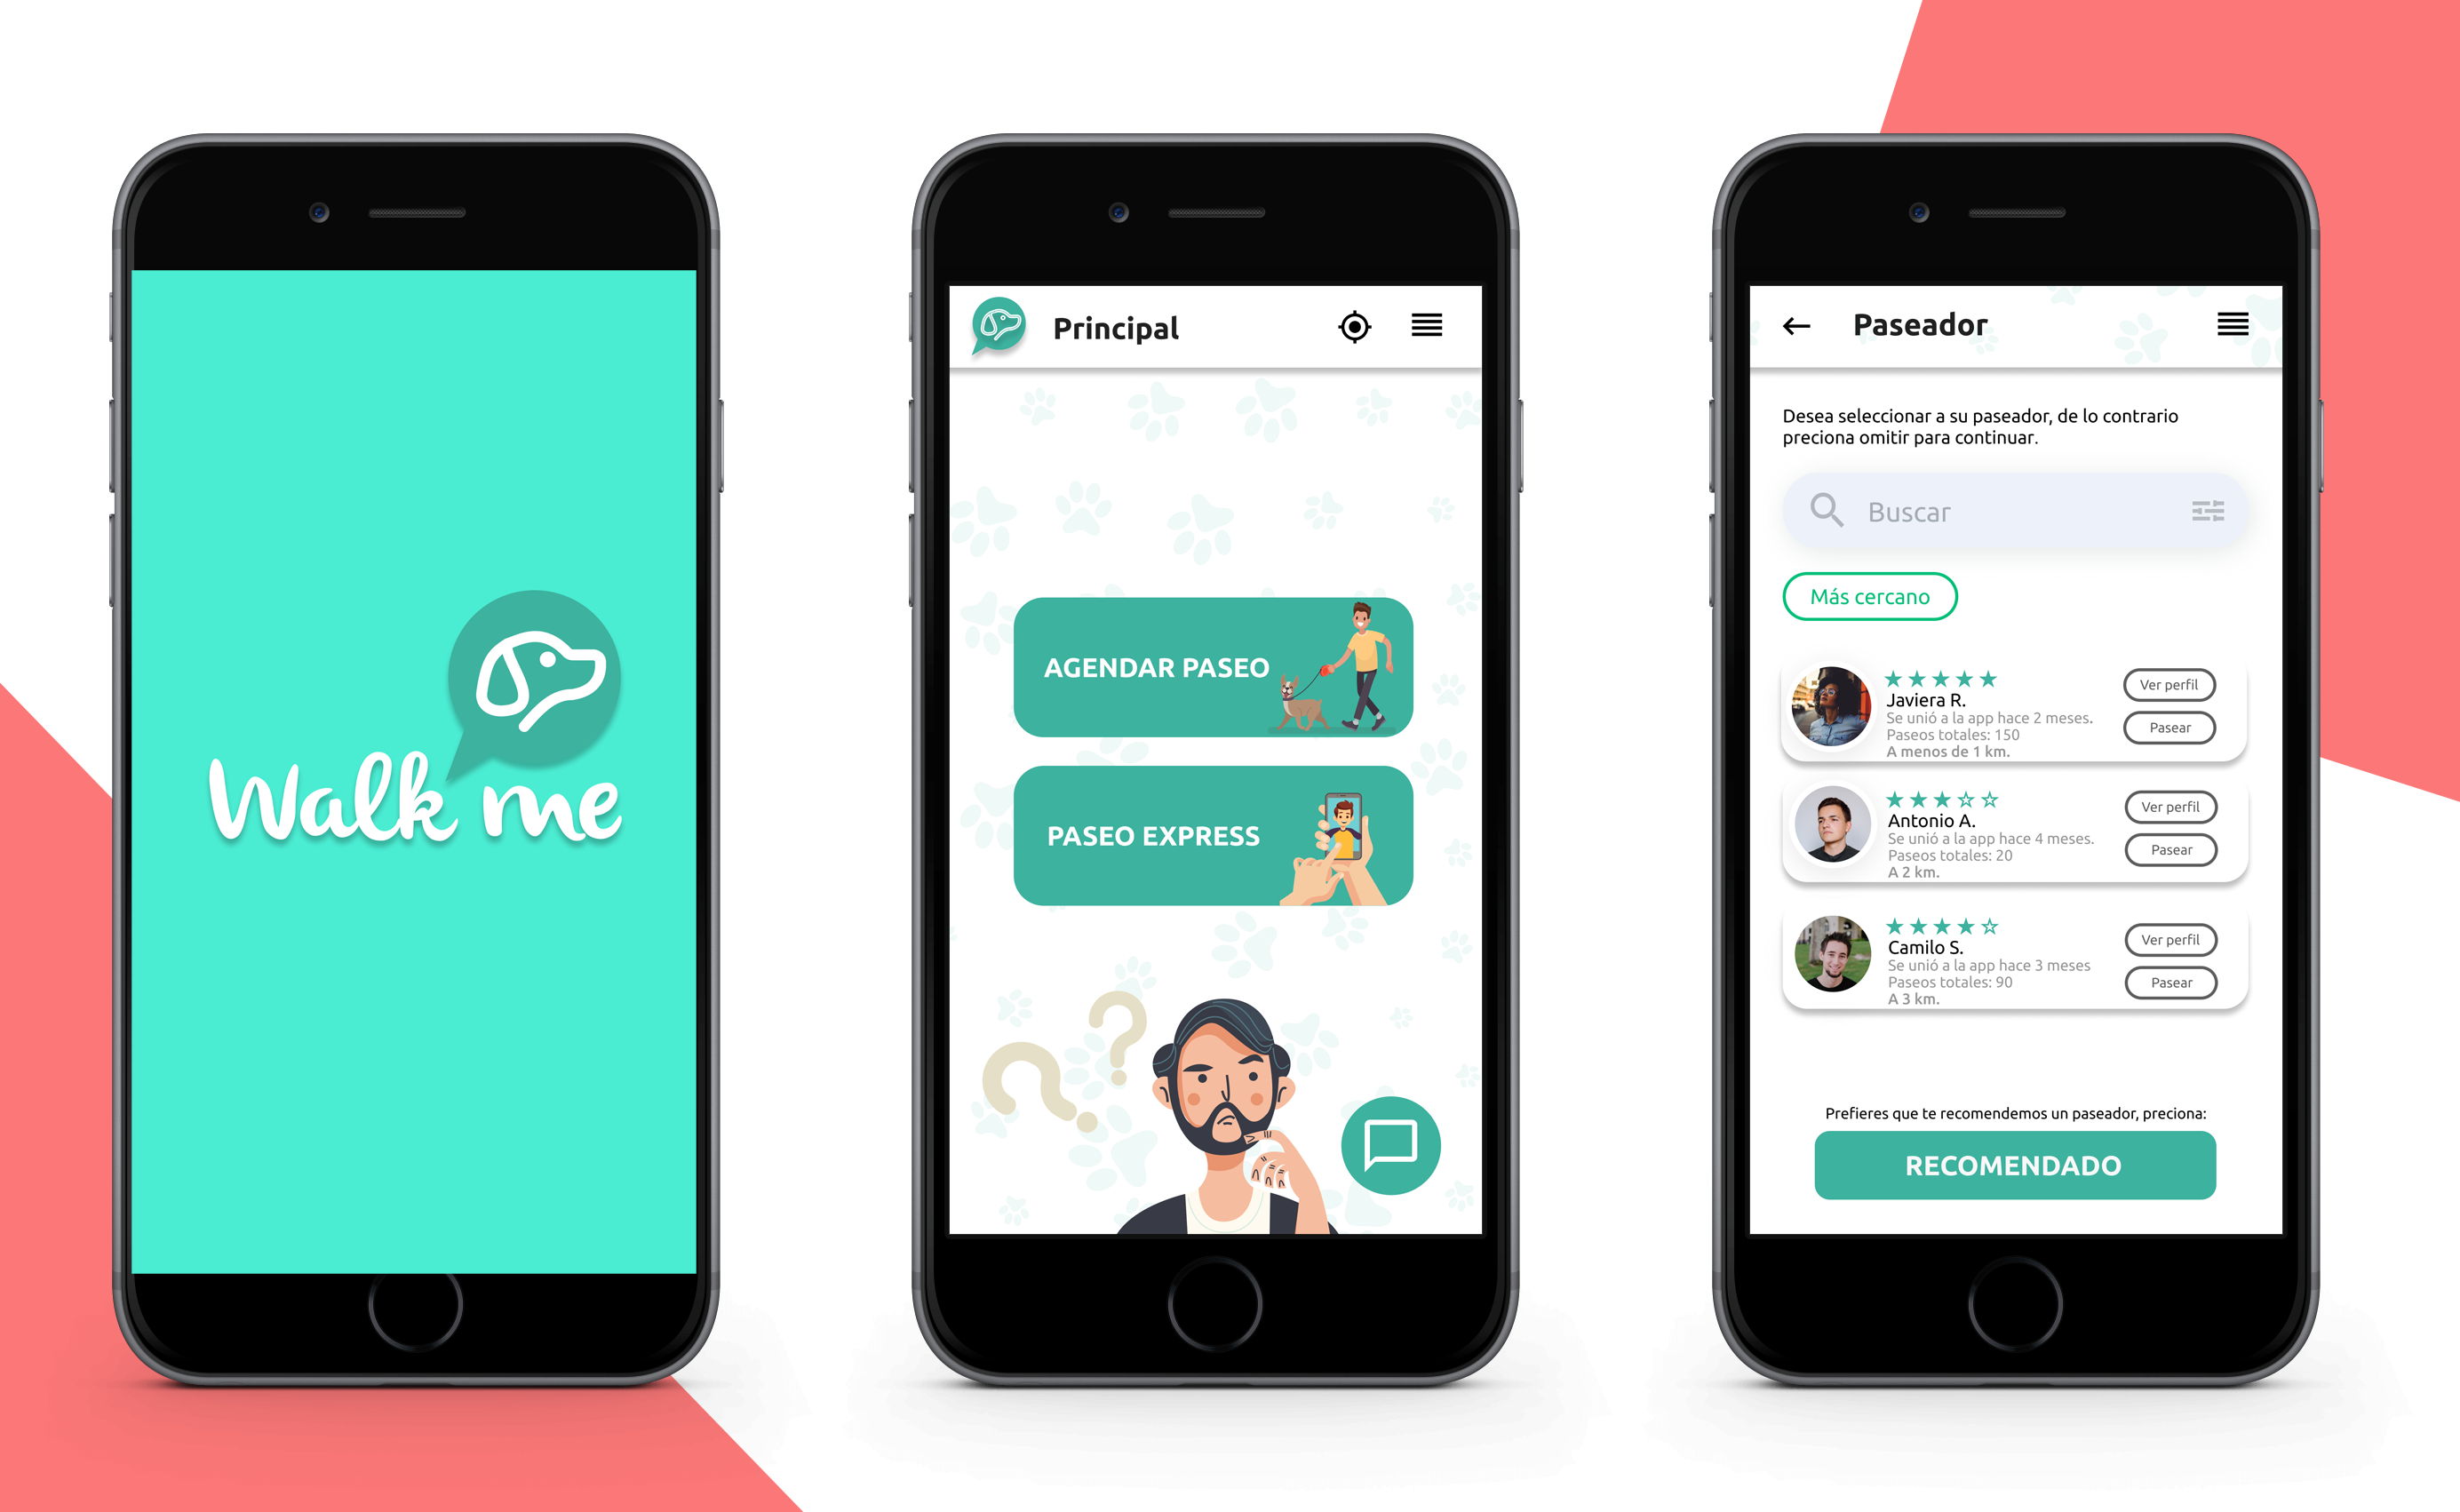 Walk me
Principal
AGENDAR PASEO
PASEO EXPRESS
Paseador
Desea seleccionar a su paseador, de lo contrario
preciona omitir para continuar.
Buscar
Más cercano
Javiera R.
Se unió a la app hace 2 meses.
Paseos totales: 150
A menos de 1 km.
Ver perfil
Pasear
Antonio A.
Se unió a la app hace 4 meses.
Paseos totales: 20
A 2 km.
Ver perfil
Pasear
Camilo S.
Se unió a la app hace 3 meses
Paseos totales: 90
A 3 km.
Ver perfil
Pasear
Prefieres que te recomendemos un paseador, preciona:
RECOMENDADO